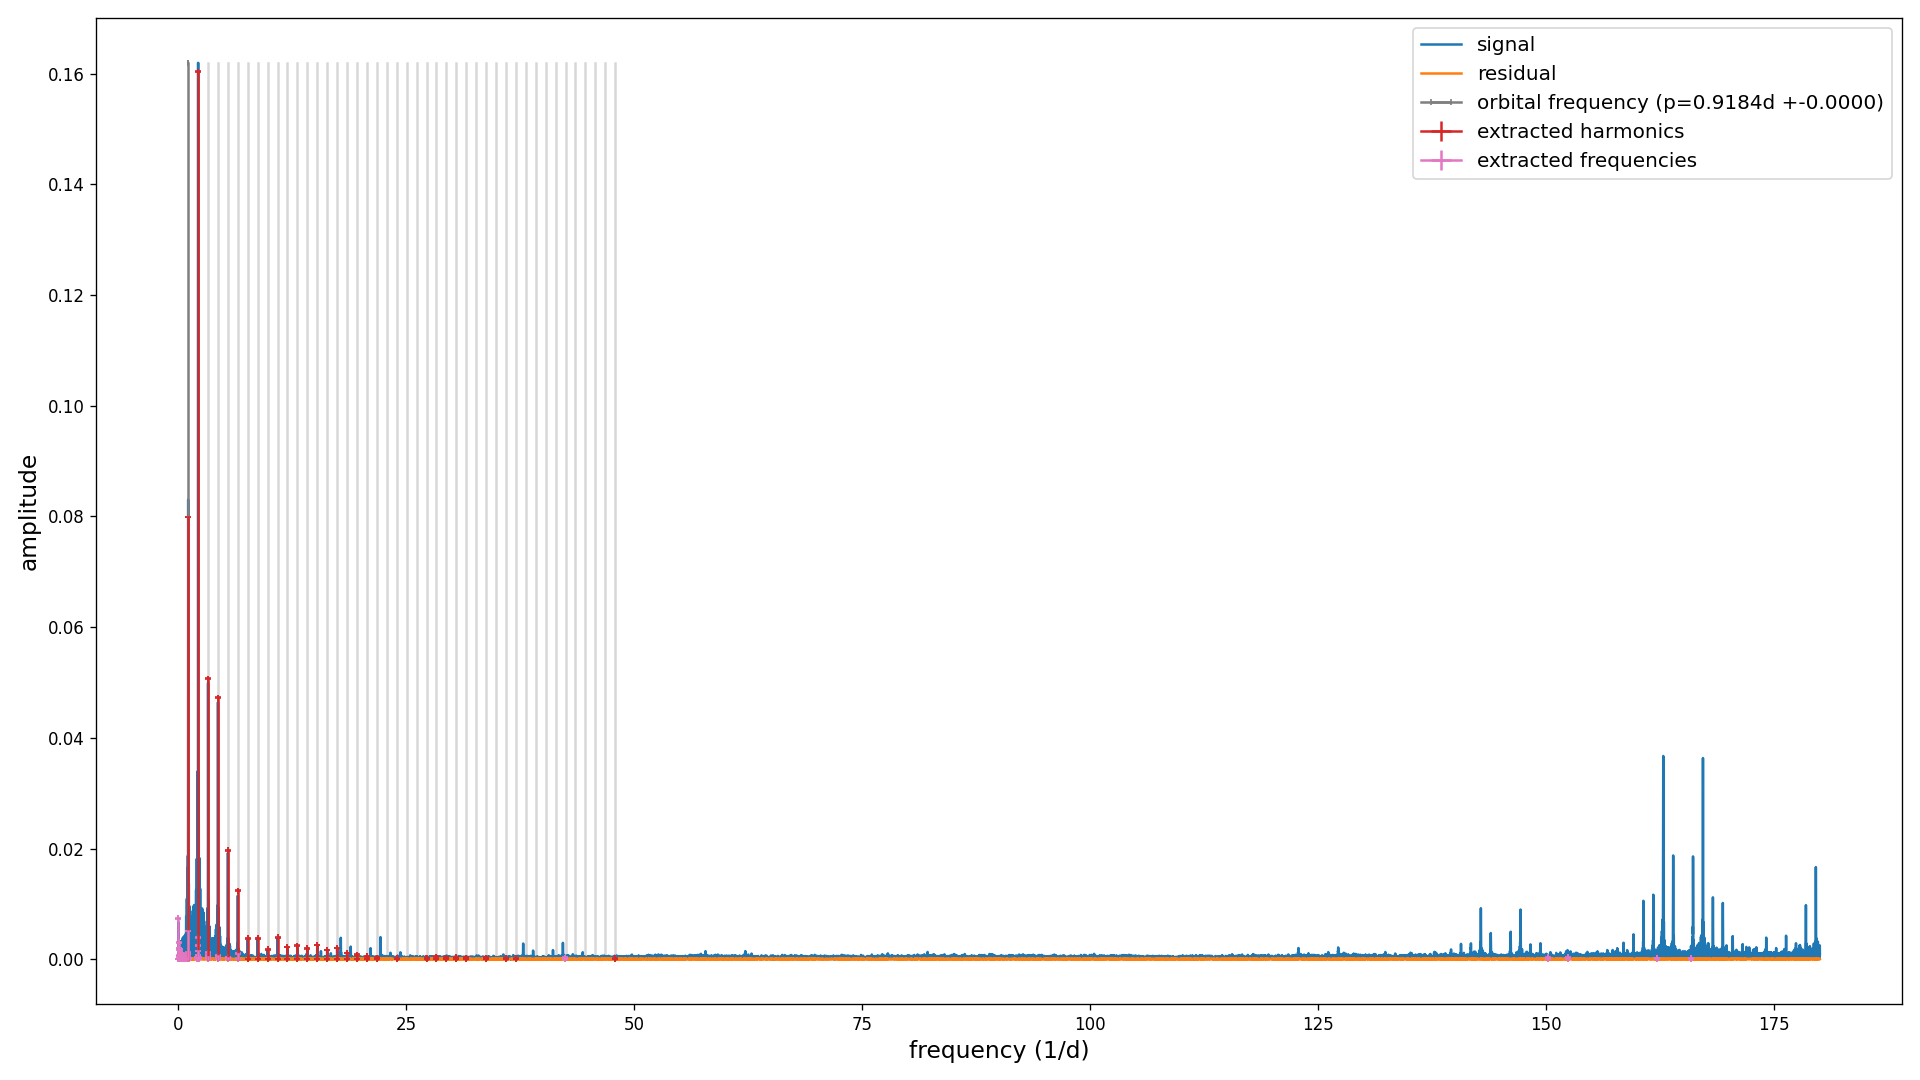 signal
residual
orbital frequency (p=0.9184d +-0.0000)
extracted harmonics
extracted frequencies
amplitude
0.16
0.14
0.12
0.10
0.08
0.06
0.04
0.02
0.00
0 25 50 75 100 125 150 175
frequency (1/d)